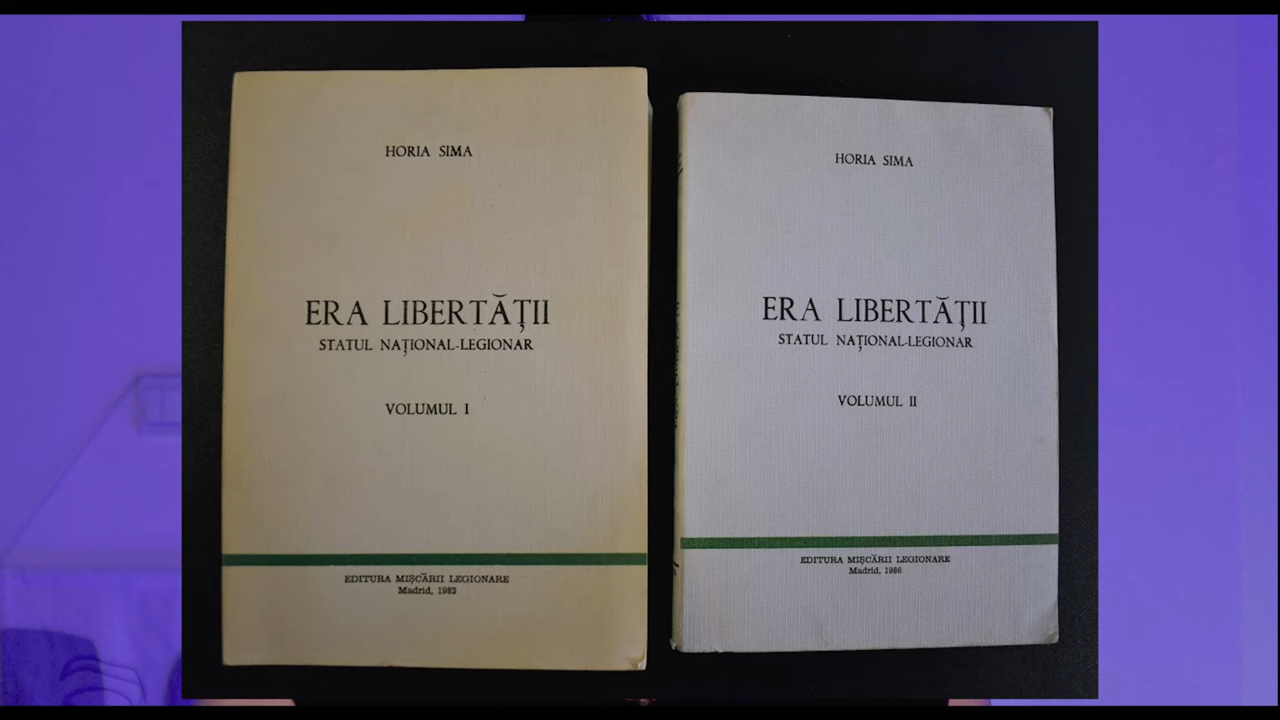 HORIA SIMA
ERA LIBERTĂȚII
STATUL NAȚIONAL-LEGIONAR
VOLUMUL I
EDITURA MIȘCĂRII LEGIONARE
Madrid, 1982
HORIA SIMA
ERA LIBERTĂȚII
STATUL NAȚIONAL-LEGIONAR
VOLUMUL II
EDITURA MIȘCĂRII LEGIONARE
Madrid, 1986